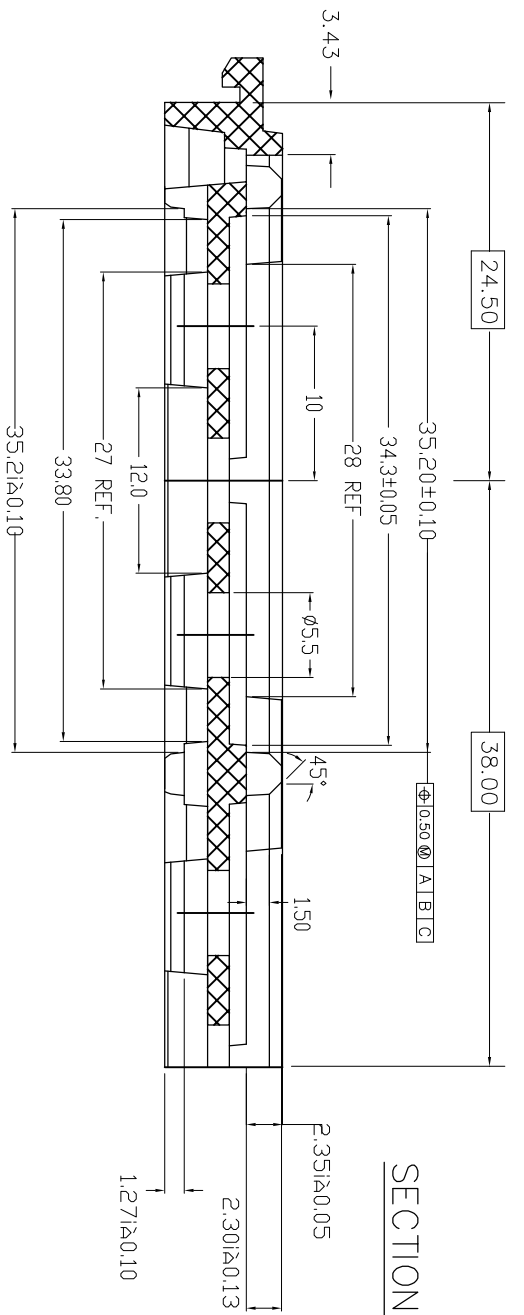 SECTION
24.50
38.00
3.43
35.20±0.10
⌖ 0.50 Ⓜ A B C
34.3±0.05
28 REF
10
Ø5.5
45°
1.50
12.0
27 REF.
33.80
35.2ìÀ0.10
2.35ìÀ0.05
2.30ìÀ0.13
1.27ìÀ0.10